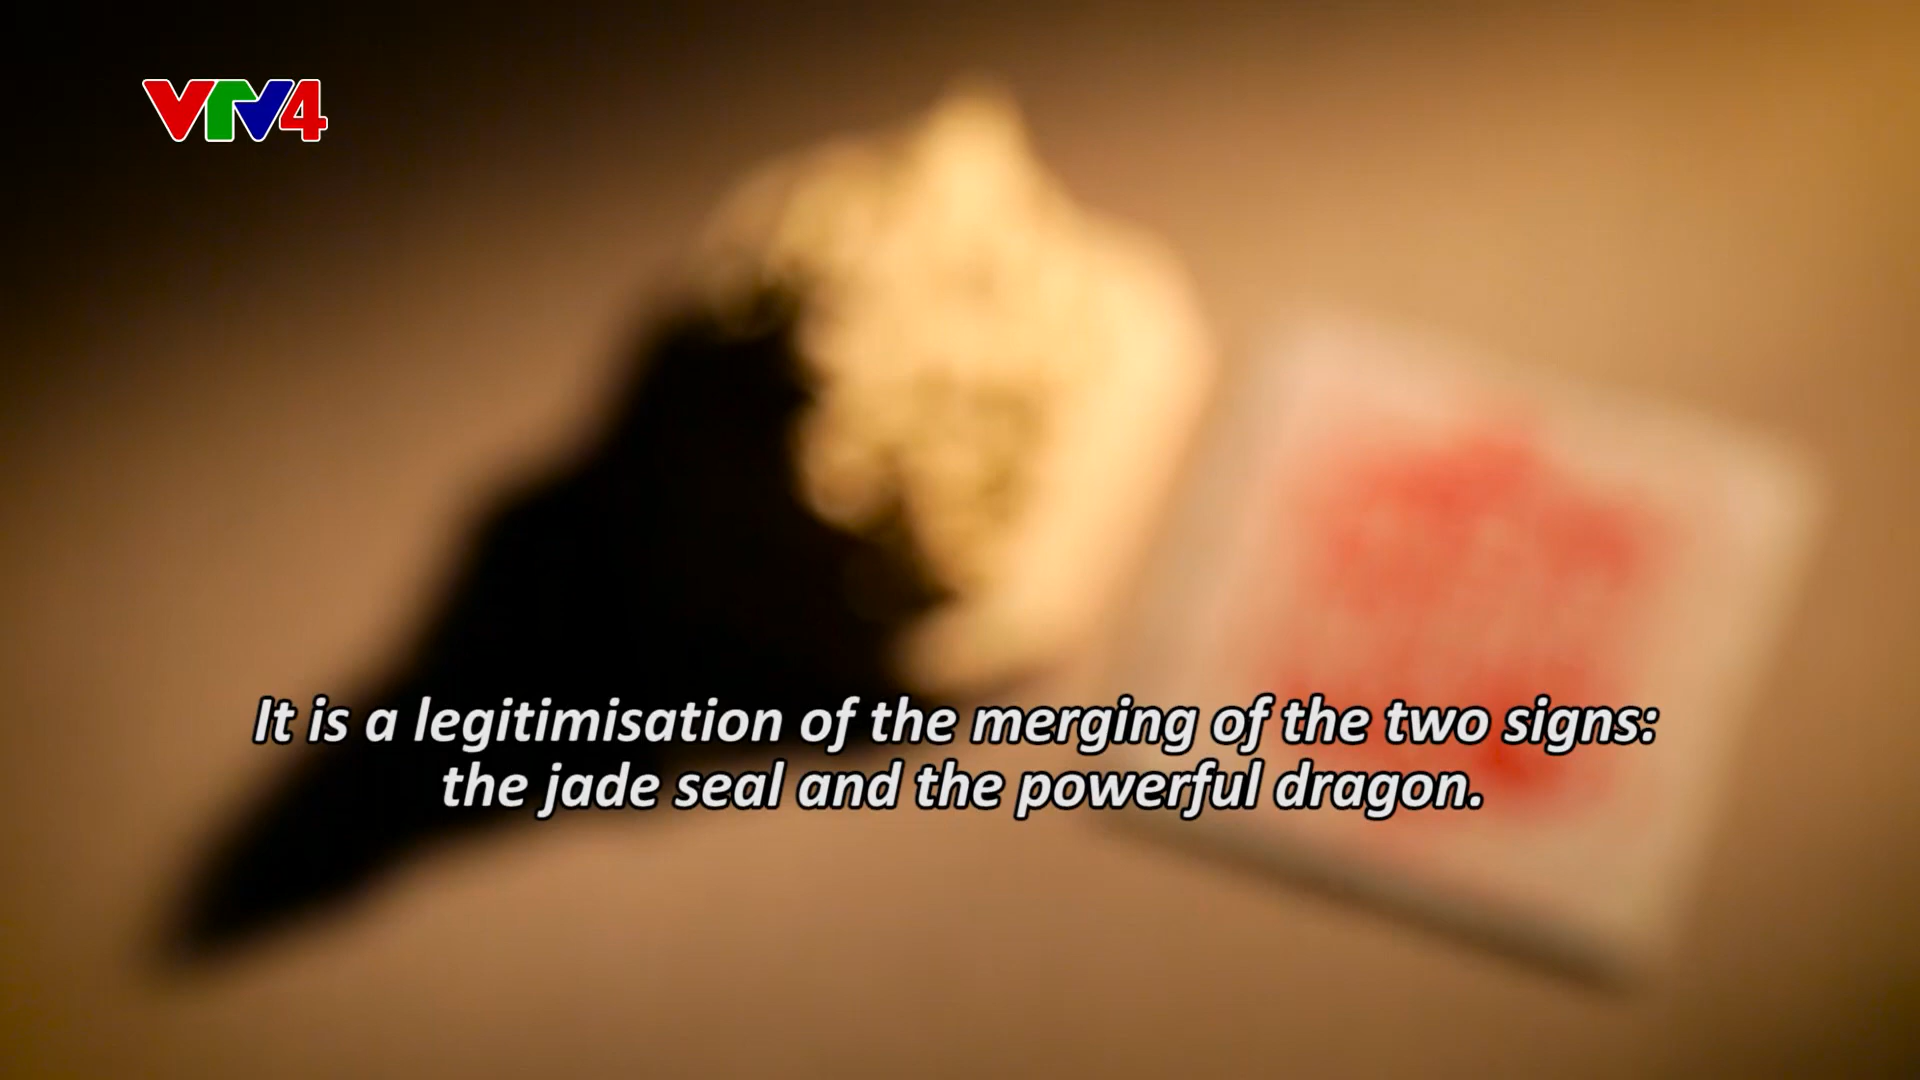 VTV4
It is a legitimisation of the merging of the two signs:
the jade seal and the powerful dragon.